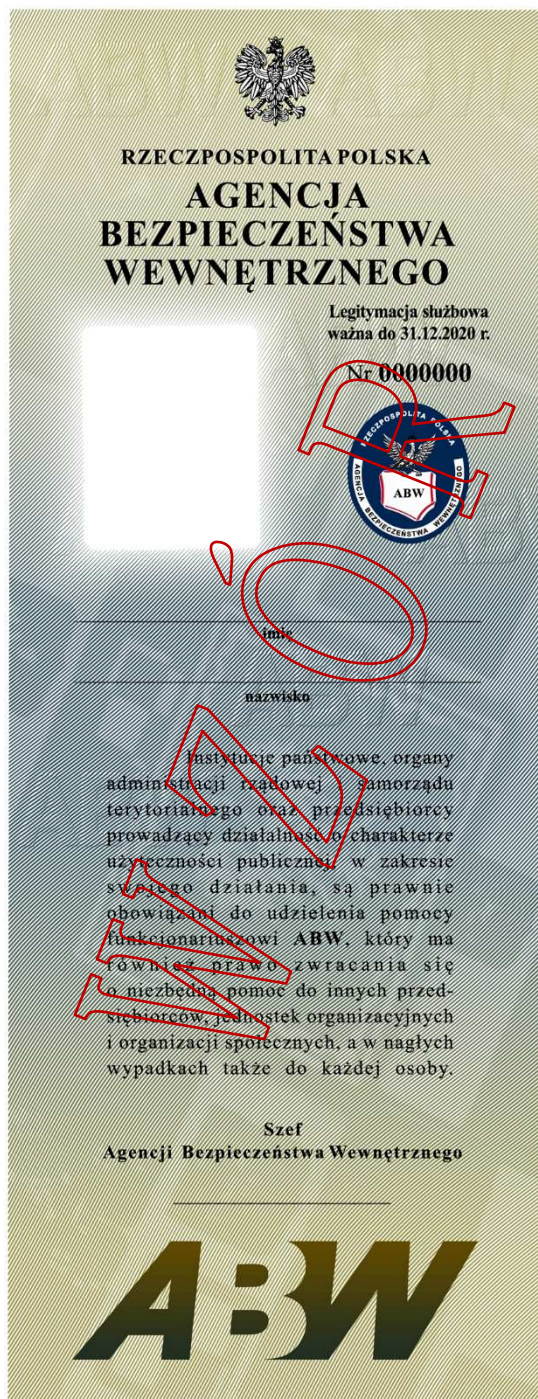 RZECZPOSPOLITA POLSKA
AGENCJA
BEZPIECZEŃSTWA
WEWNĘTRZNEGO
Legitymacja służbowa
ważna do 31.12.2020 r.
Nr 0000000
RZECZPOSPOLITA POLSKA
ABW
AGENCJA BEZPIECZEŃSTWA WEWNĘTRZNEGO
WZÓR
imię
nazwisko
Instytucje państwowe, organy
administracji rządowej i samorządu
terytorialnego oraz przedsiębiorcy
prowadzący działalność o charakterze
użyteczności publicznej, w zakresie
swojego działania, są prawnie
obowiązani do udzielenia pomocy
funkcjonariuszowi ABW, który ma
również prawo zwracania się
o niezbędną pomoc do innych przed-
siębiorców, jednostek organizacyjnych
i organizacji społecznych, a w nagłych
wypadkach także do każdej osoby.
Szef
Agencji Bezpieczeństwa Wewnętrznego
ABW